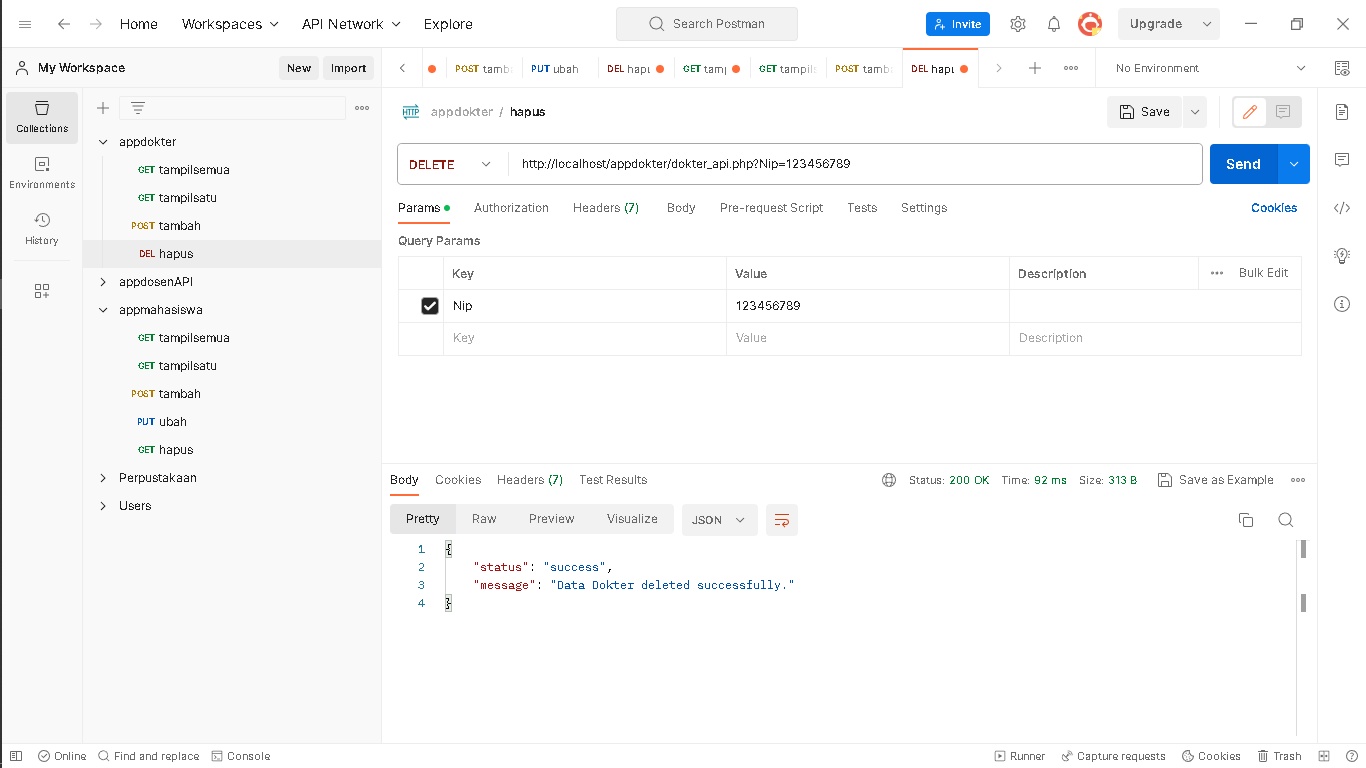 Home Workspaces API Network Explore Search Postman Invite Upgrade
My Workspace New Import
POST tamb PUT ubah DEL hapu GET tamp GET tampils POST tamb DEL hapu No Environment
Collections
Environments
History
appdokter
GET tampilsemua
GET tampilsatu
POST tambah
DEL hapus
appdosenAPI
appmahasiswa
GET tampilsemua
GET tampilsatu
POST tambah
PUT ubah
GET hapus
Perpustakaan
Users
HTTP appdokter / hapus Save
DELETE http://localhost/appdokter/dokter_api.php?Nip=123456789 Send
Params Authorization Headers (7) Body Pre-request Script Tests Settings Cookies
Query Params
Key Value Description Bulk Edit
Nip 123456789
Key Value Description
Body Cookies Headers (7) Test Results Status: 200 OK Time: 92 ms Size: 313 B Save as Example
Pretty Raw Preview Visualize JSON
1 {
2 "status": "success",
3 "message": "Data Dokter deleted successfully."
4 }
Online Find and replace Console Runner Capture requests Cookies Trash